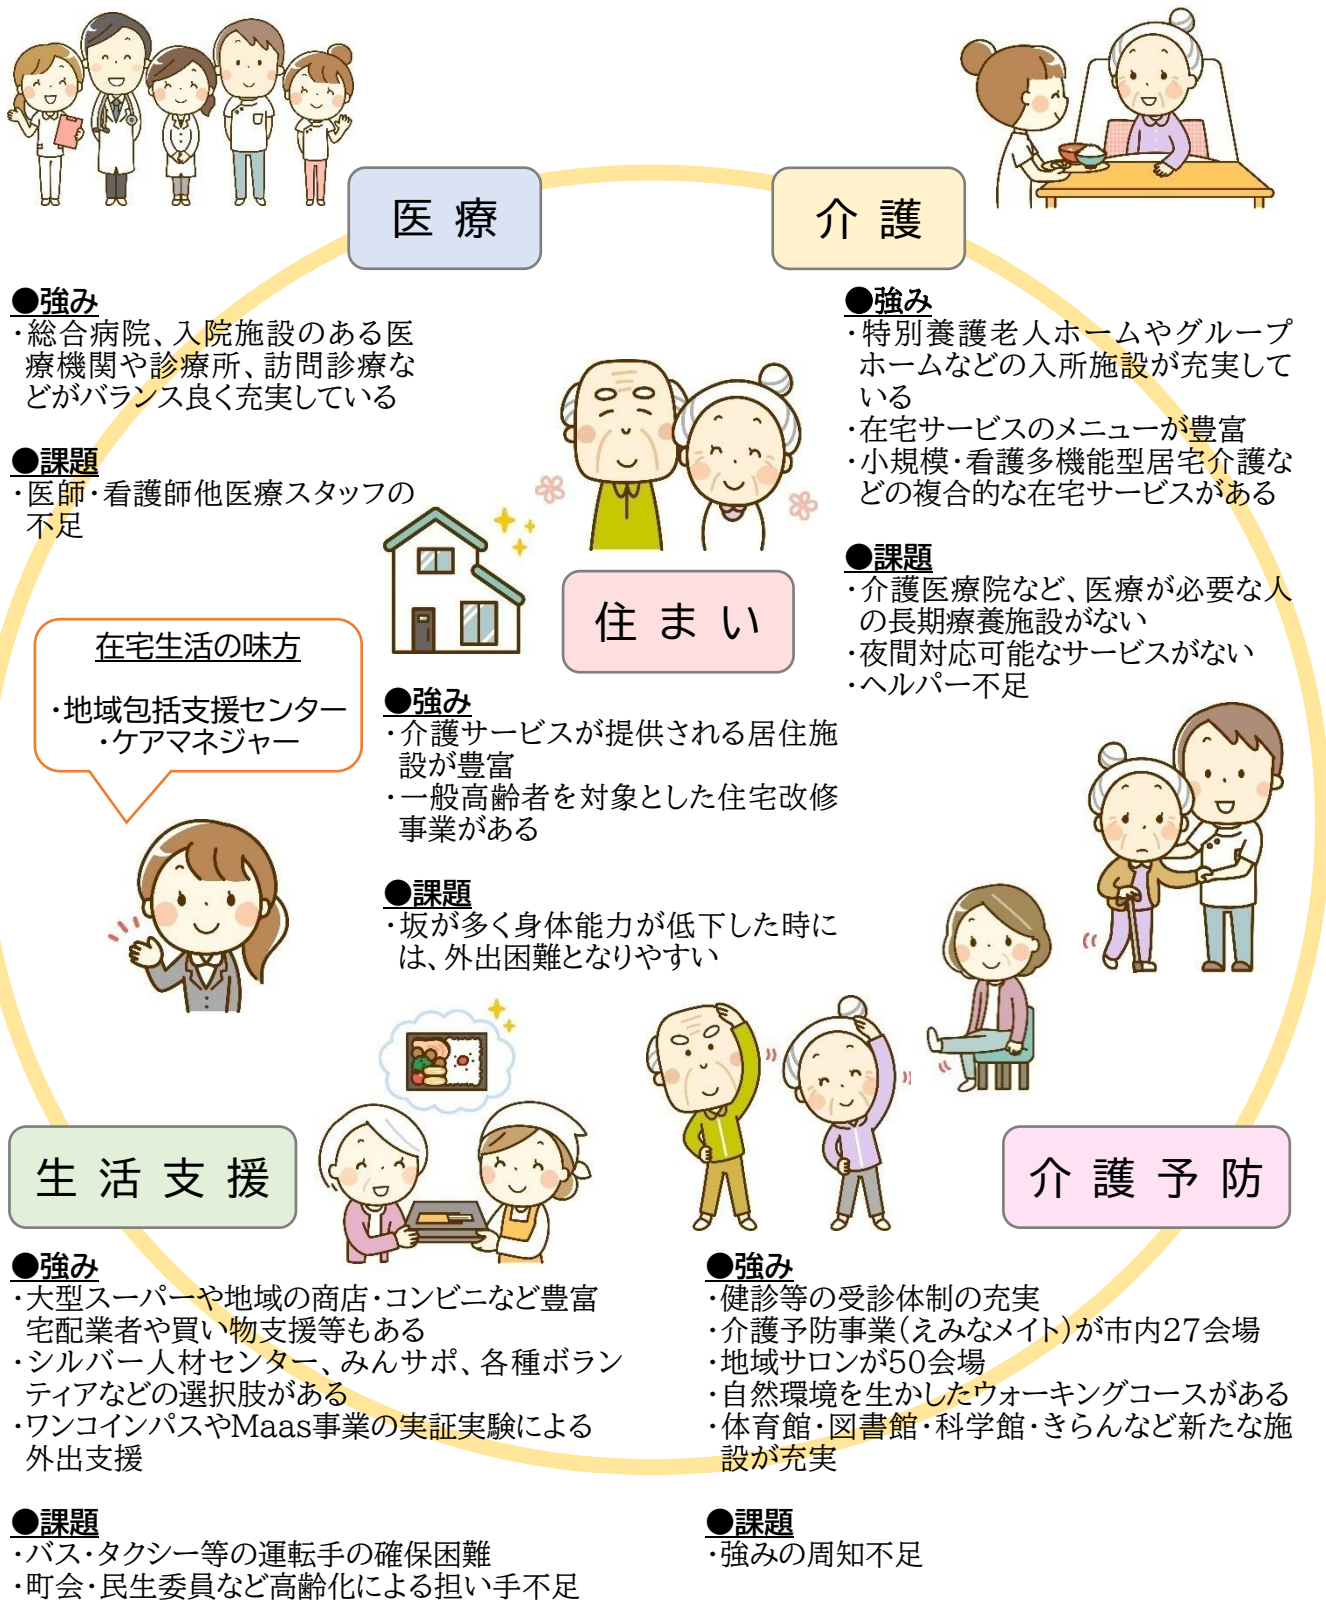 医療
●強み
・総合病院、入院施設のある医
療機関や診療所、訪問診療な
どがバランス良く充実している
●課題
・医師・看護師他医療スタッフの
不足
介護
●強み
・特別養護老人ホームやグループ
ホームなどの入所施設が充実して
いる
・在宅サービスのメニューが豊富
・小規模・看護多機能型居宅介護な
どの複合的な在宅サービスがある
●課題
・介護医療院など、医療が必要な人
の長期療養施設がない
・夜間対応可能なサービスがない
・ヘルパー不足
住まい
●強み
・介護サービスが提供される居住施
設が豊富
・一般高齢者を対象とした住宅改修
事業がある
●課題
・坂が多く身体能力が低下した時に
は、外出困難となりやすい
在宅生活の味方
・地域包括支援センター
・ケアマネジャー
生活支援
●強み
・大型スーパーや地域の商店・コンビニなど豊富
宅配業者や買い物支援等もある
・シルバー人材センター、みんサポ、各種ボラン
ティアなどの選択肢がある
・ワンコインパスやMaas事業の実証実験による
外出支援
●課題
・バス・タクシー等の運転手の確保困難
・町会・民生委員など高齢化による担い手不足
介護予防
●強み
・健診等の受診体制の充実
・介護予防事業(えみなメイト)が市内27会場
・地域サロンが50会場
・自然環境を生かしたウォーキングコースがある
・体育館・図書館・科学館・きらんなど新たな施
設が充実
●課題
・強みの周知不足